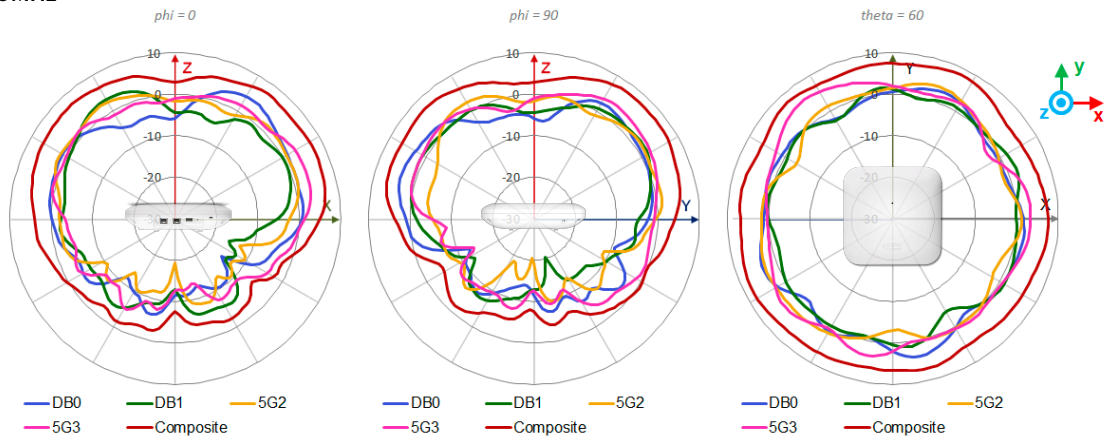 phi = 0
phi = 90
theta = 60
10
Z
0
-10
-20
30
X
10
Z
0
-10
-20
30
Y
10
Y
0
-10
-20
30
X
y
z
x
DB0 DB1 5G2
5G3 Composite
DB0 DB1 5G2
5G3 Composite
DB0 DB1 5G2
5G3 Composite